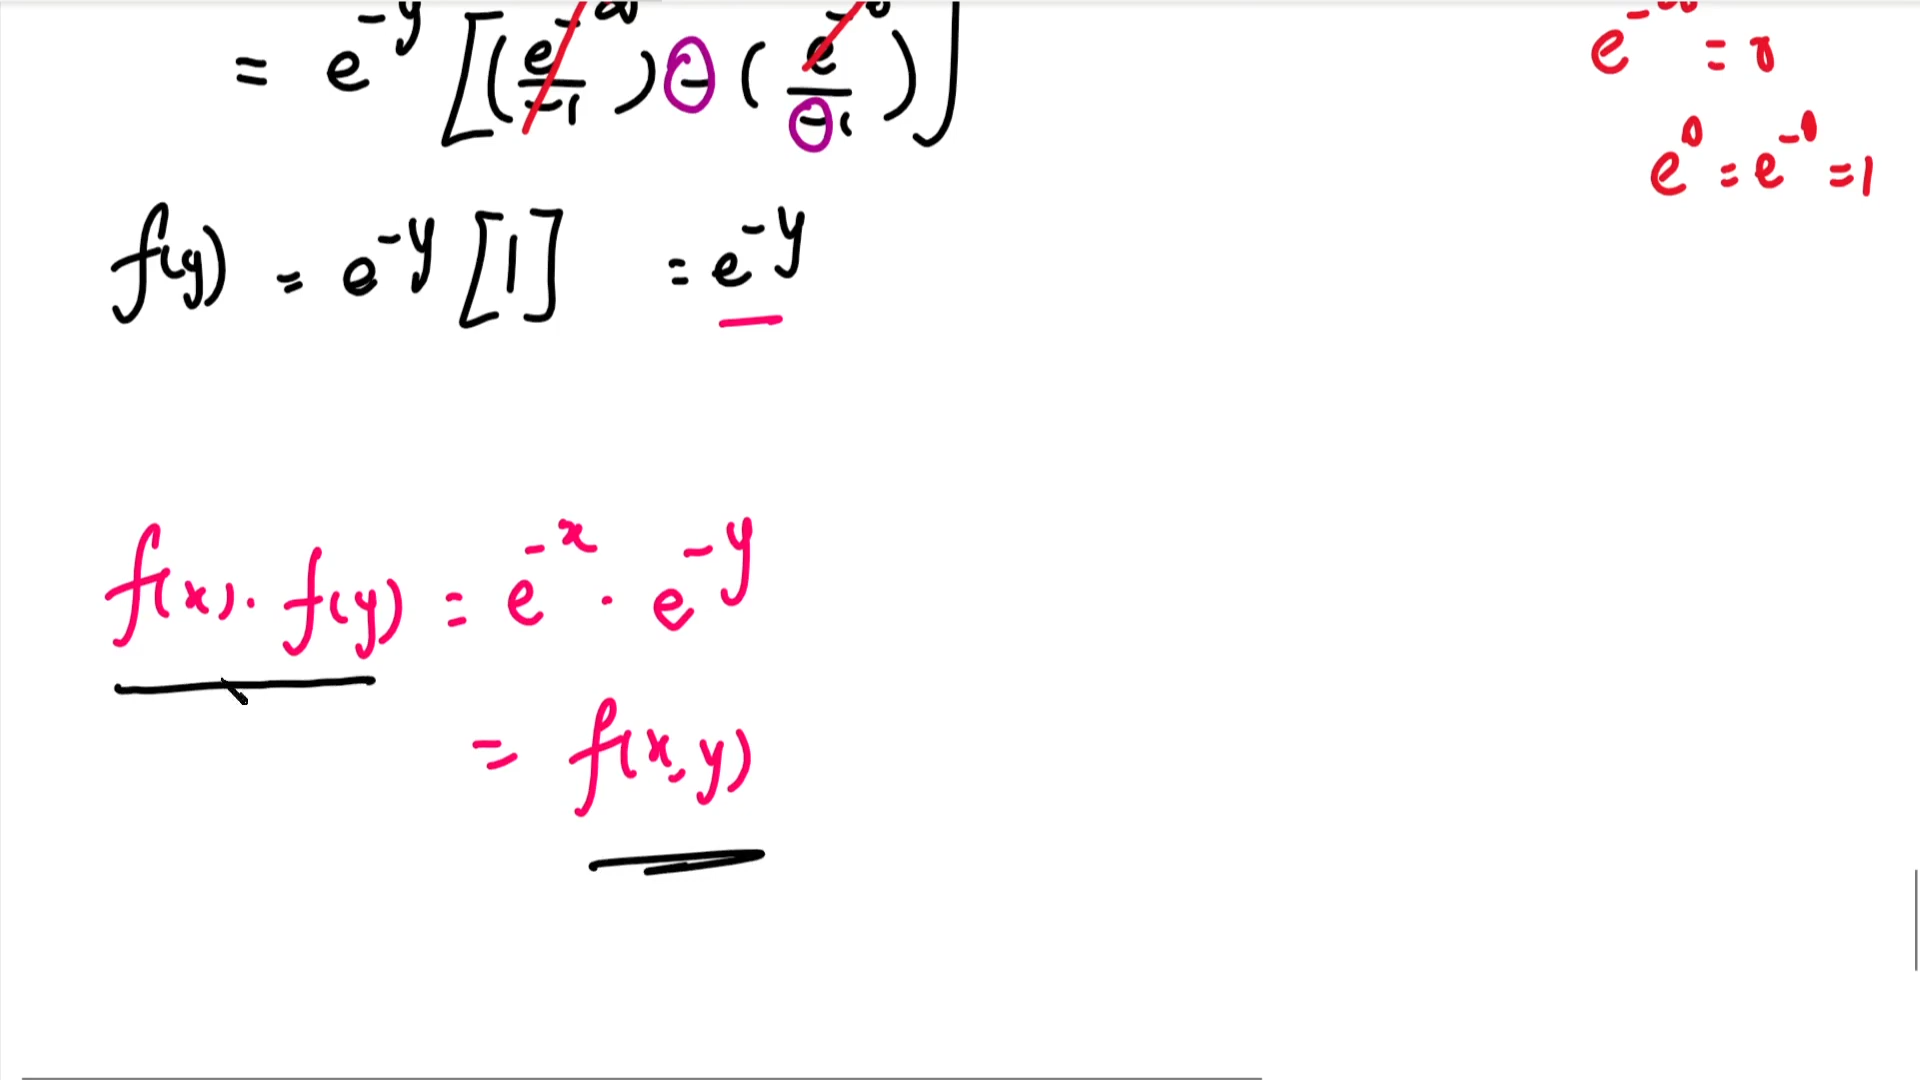 = e^-y [(e^-∞/-1) - (e^-0/-1)]
e^-∞ = 0
e^0 = e^-0 = 1
f(y) = e^-y [1] = e^-y
f(x). f(y) = e^-x . e^-y
= f(x,y)